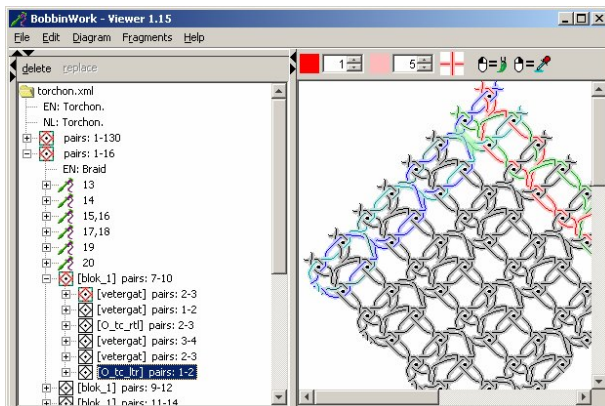 BobbinWork - Viewer 1.15
File Edit Diagram Fragments Help
delete replace
1 5
torchon.xml
EN: Torchon.
NL: Torchon.
pairs: 1-130
pairs: 1-16
EN: Braid
13
14
15,16
17,18
19
20
[blok_1] pairs: 7-10
[vetergat] pairs: 2-3
[vetergat] pairs: 1-2
[O_tc_rtl] pairs: 2-3
[vetergat] pairs: 3-4
[vetergat] pairs: 2-3
[O_tc_ltr] pairs: 1-2
[blok_1] pairs: 9-12
[blok_1] pairs: 11-14